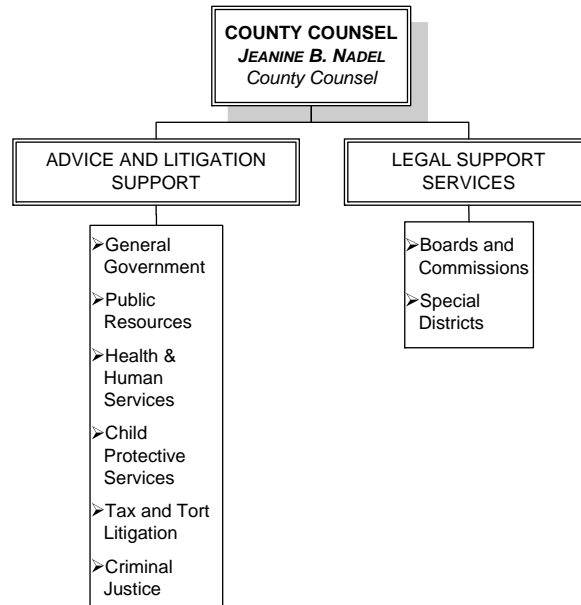 COUNTY COUNSEL
JEANINE B. NADEL
County Counsel
ADVICE AND LITIGATION
SUPPORT
➢General
Government
➢Public
Resources
➢Health &
Human
Services
➢Child
Protective
Services
➢Tax and Tort
Litigation
➢Criminal
Justice
LEGAL SUPPORT
SERVICES
➢Boards and
Commissions
➢Special
Districts